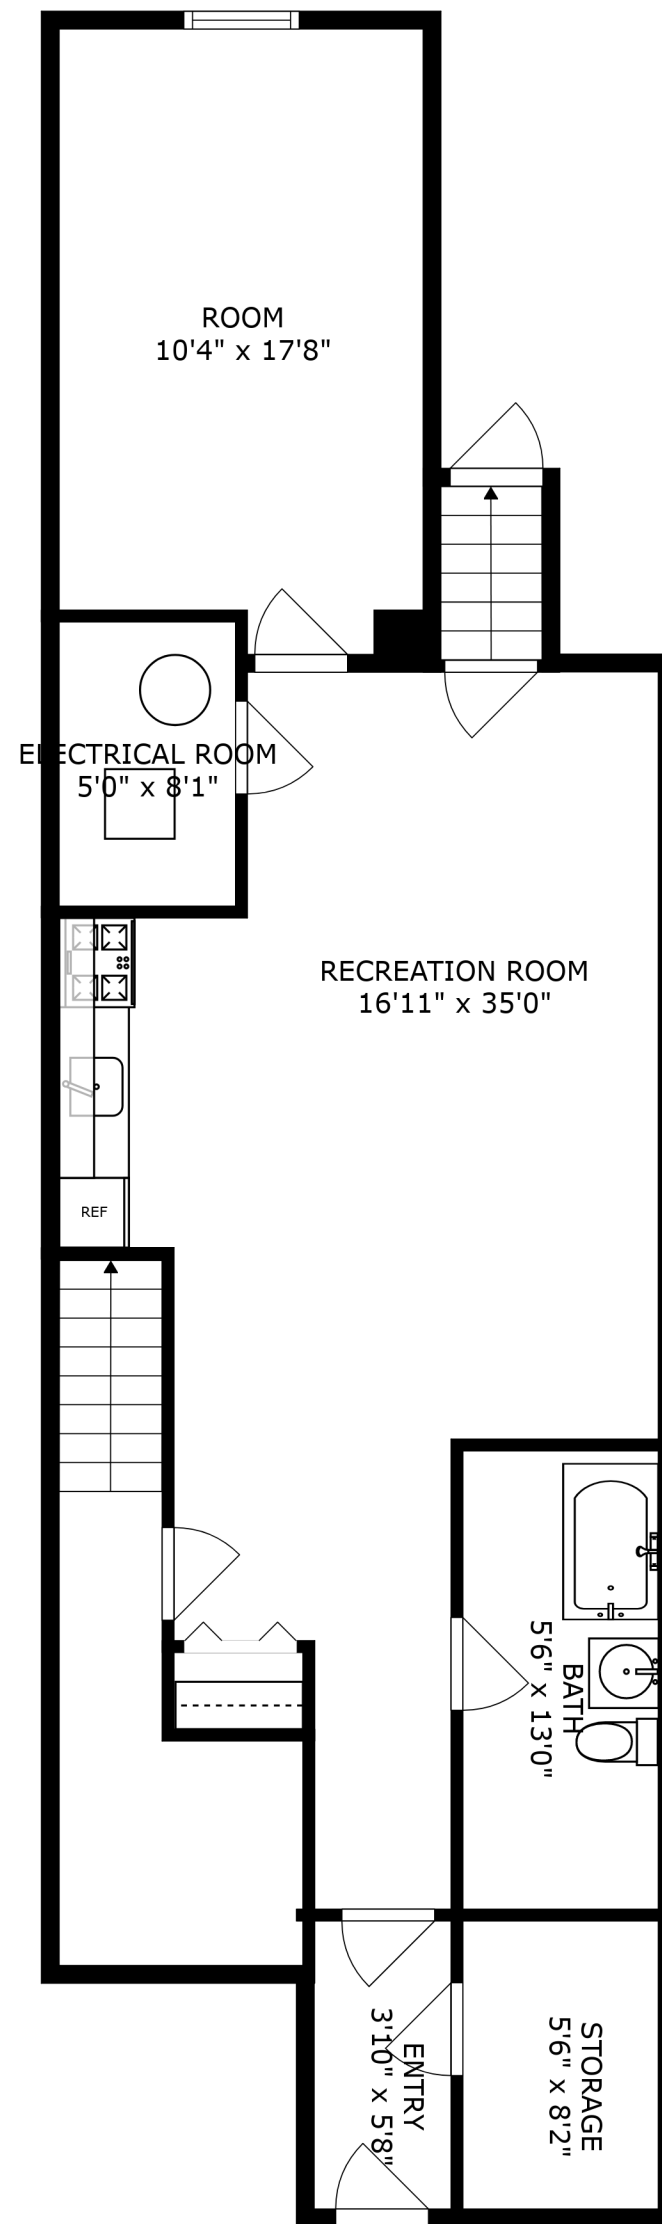 ROOM
10'4" x 17'8"
ELECTRICAL ROOM
5'0" x 8'1"
RECREATION ROOM
16'11" x 35'0"
REF
BATH
5'6" x 13'0"
ENTRY
3'10" x 5'8"
STORAGE
5'6" x 8'2"